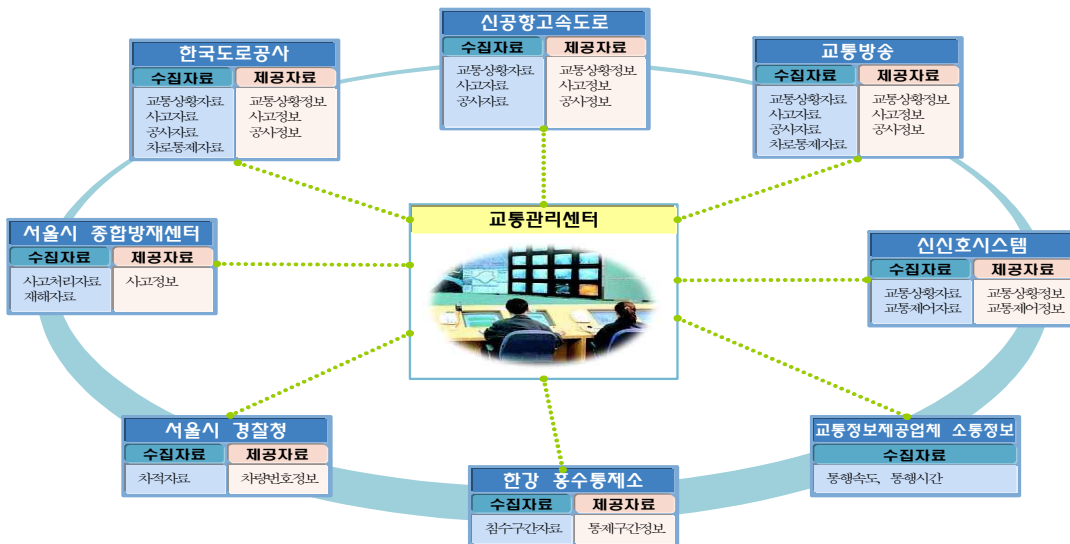 신공항고속도로
수집자료 제공자료
교통상황자료 교통상황정보
사고자료 사고정보
공사자료 공사정보
한국도로공사
수집자료 제공자료
교통상황자료 교통상황정보
사고자료 사고정보
공사자료 공사정보
차로통제자료
교통방송
수집자료 제공자료
교통상황자료 교통상황정보
사고자료 사고정보
공사자료 공사정보
차로통제자료
교통관리센터
서울시 종합방재센터
수집자료 제공자료
사고처리자료 사고정보
재해자료
신신호시스템
수집자료 제공자료
교통상황자료 교통상황정보
교통제어자료 교통제어정보
서울시 경찰청
수집자료 제공자료
차적자료 차량번호정보
한강 홍수통제소
수집자료 제공자료
침수구간자료 통제구간정보
교통정보제공업체 소통정보
수집자료
통행속도, 통행시간